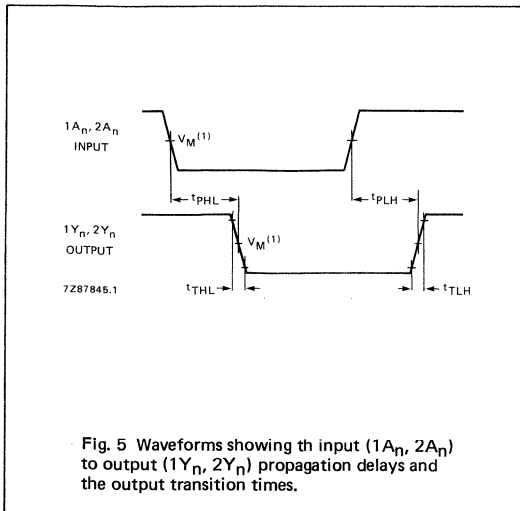 1An, 2An
INPUT
VM(1)
tPHL
tPLH
1Yn, 2Yn
OUTPUT
VM(1)
7Z87845.1
tTHL
tTLH
Fig. 5 Waveforms showing th input (1An, 2An)
to output (1Yn, 2Yn) propagation delays and
the output transition times.